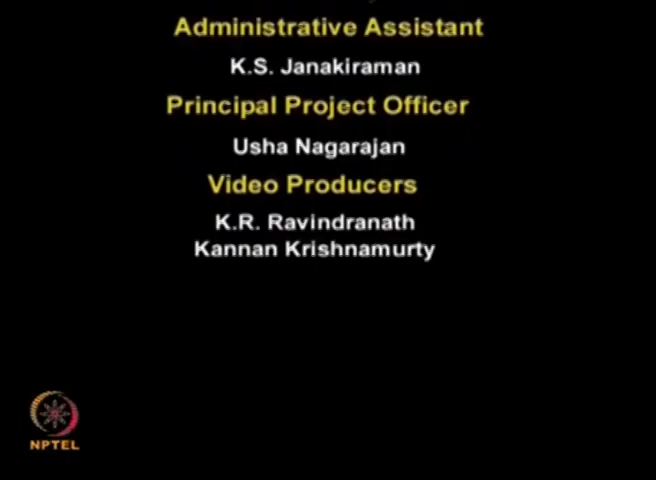 Administrative Assistant
K.S. Janakiraman
Principal Project Officer
Usha Nagarajan
Video Producers
K.R. Ravindranath
Kannan Krishnamurty
NPTEL